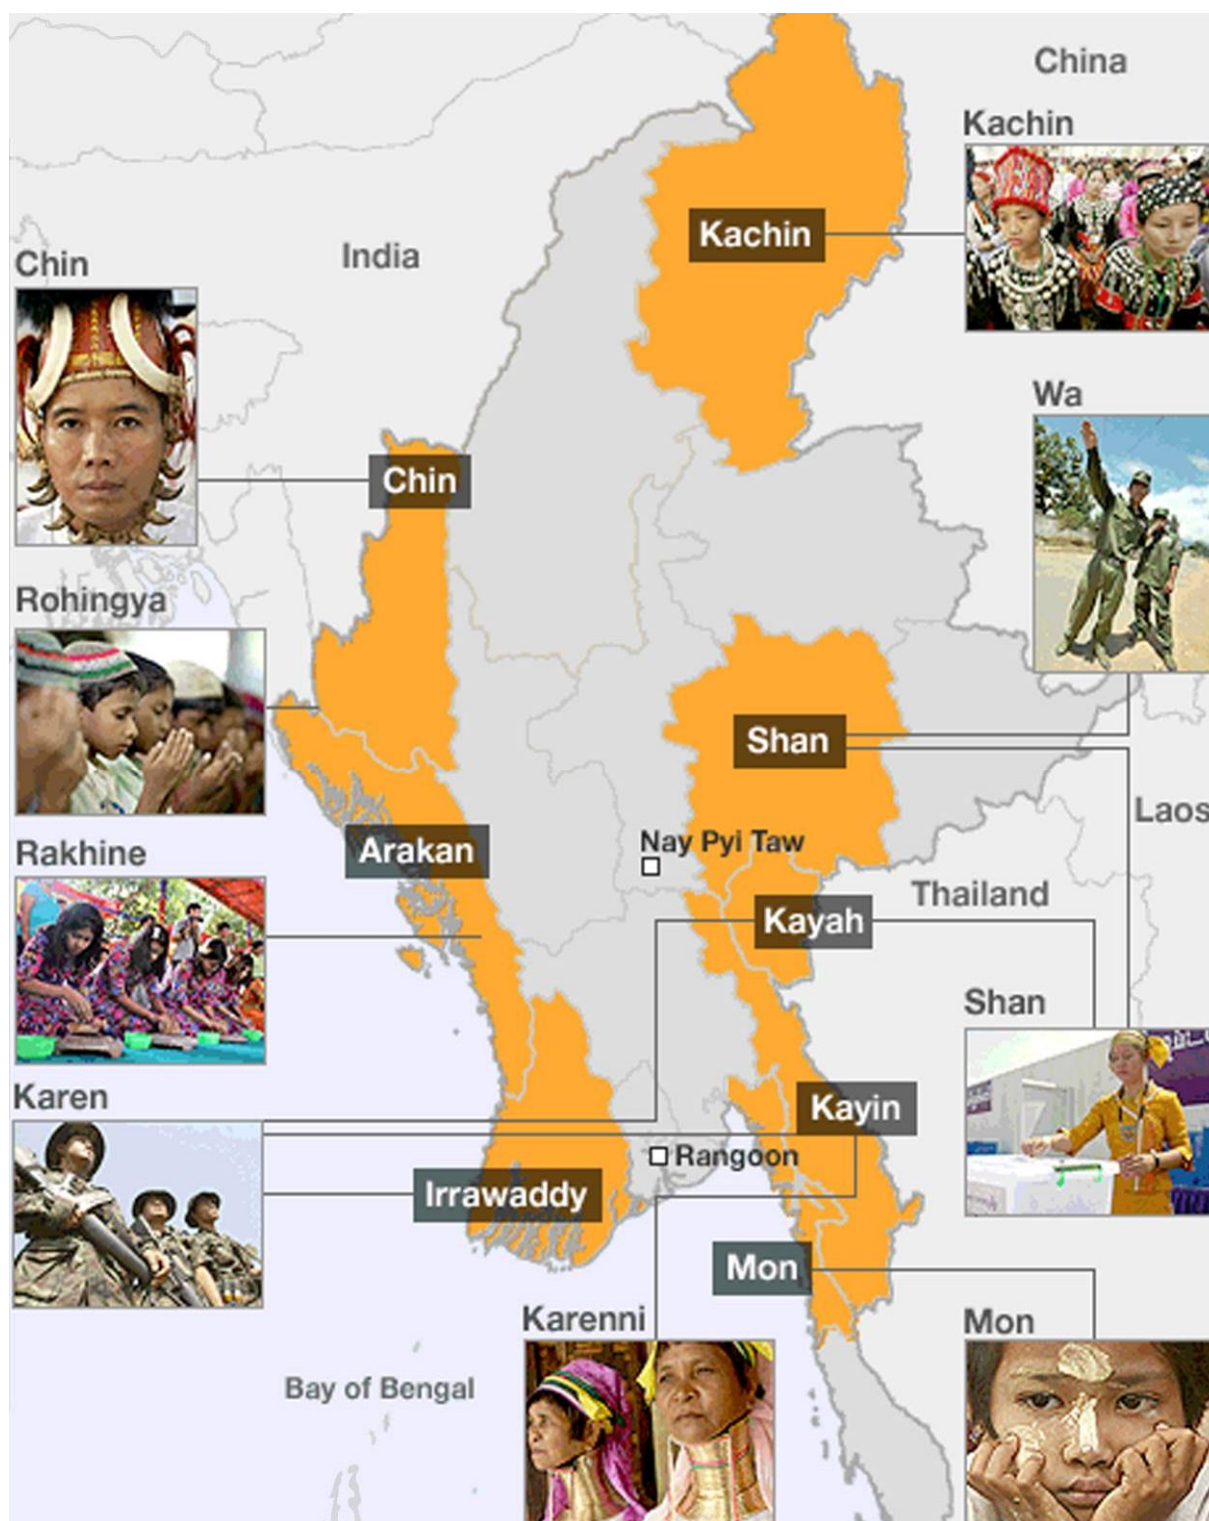 China
Kachin
Kachin
India
Chin
Wa
Chin
Rohingya
Shan
Laos
Nay Pyi Taw
Rakhine
Arakan
Thailand
Kayah
Shan
Karen
Kayin
Rangoon
Irrawaddy
Mon
Karenni
Mon
Bay of Bengal